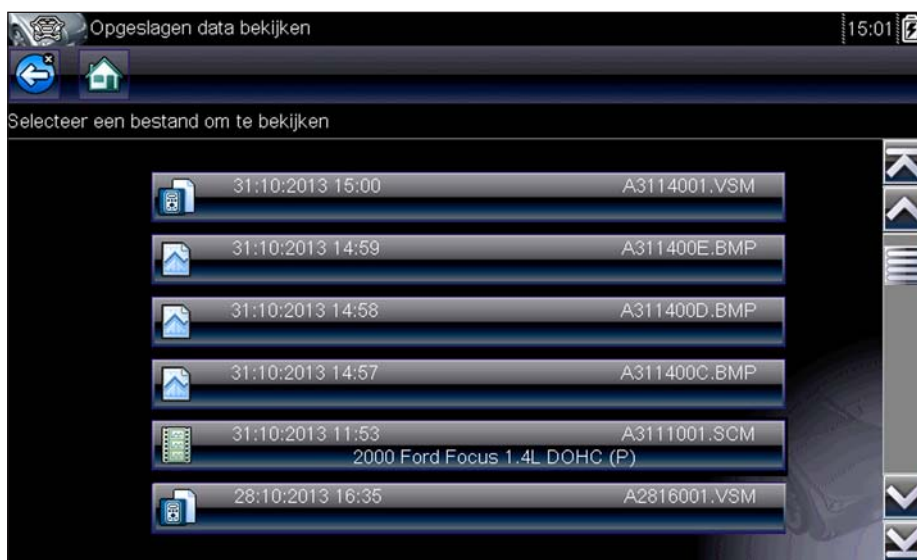 Opgeslagen data bekijken 15:01
Selecteer een bestand om te bekijken
31:10:2013 15:00 A3114001.VSM
31:10:2013 14:59 A311400E.BMP
31:10:2013 14:58 A311400D.BMP
31:10:2013 14:57 A311400C.BMP
31:10:2013 11:53 A3111001.SCM
2000 Ford Focus 1.4L DOHC (P)
28:10:2013 16:35 A2816001.VSM